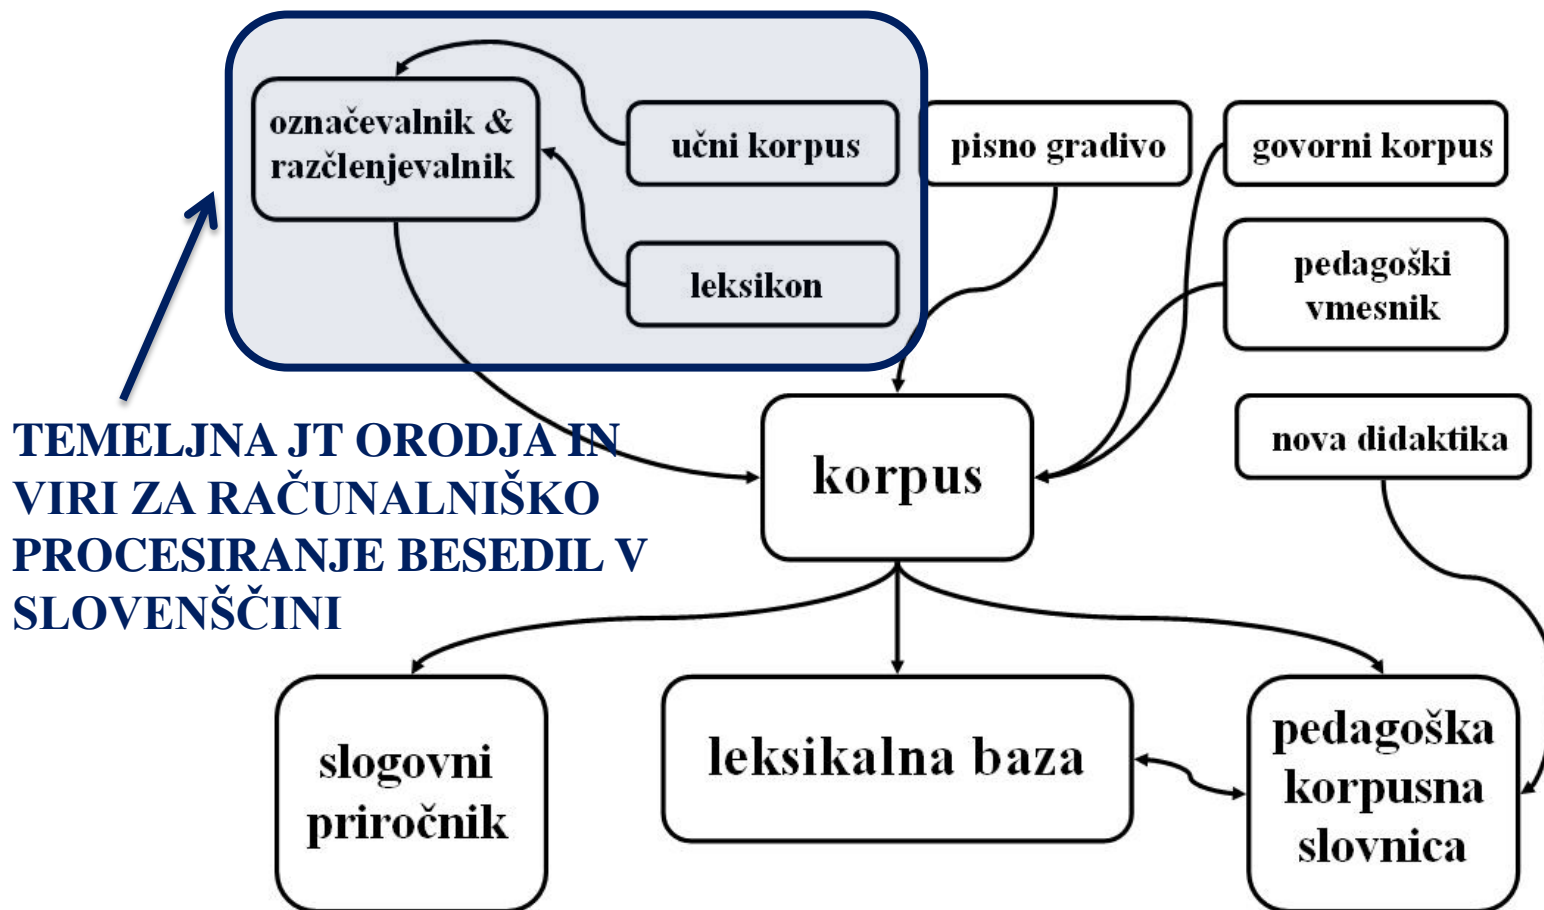 označevalnik &
razčlenjevalnik
učni korpus
pisno gradivo
govorni korpus
leksikon
pedagoški
vmesnik
TEMELJNA JT ORODJA IN
VIRI ZA RAČUNALNIŠKO
PROCESIRANJE BESEDIL V
SLOVENŠČINI
korpus
nova didaktika
slogovni
priročnik
leksikalna baza
pedagoška
korpusna
slovnica